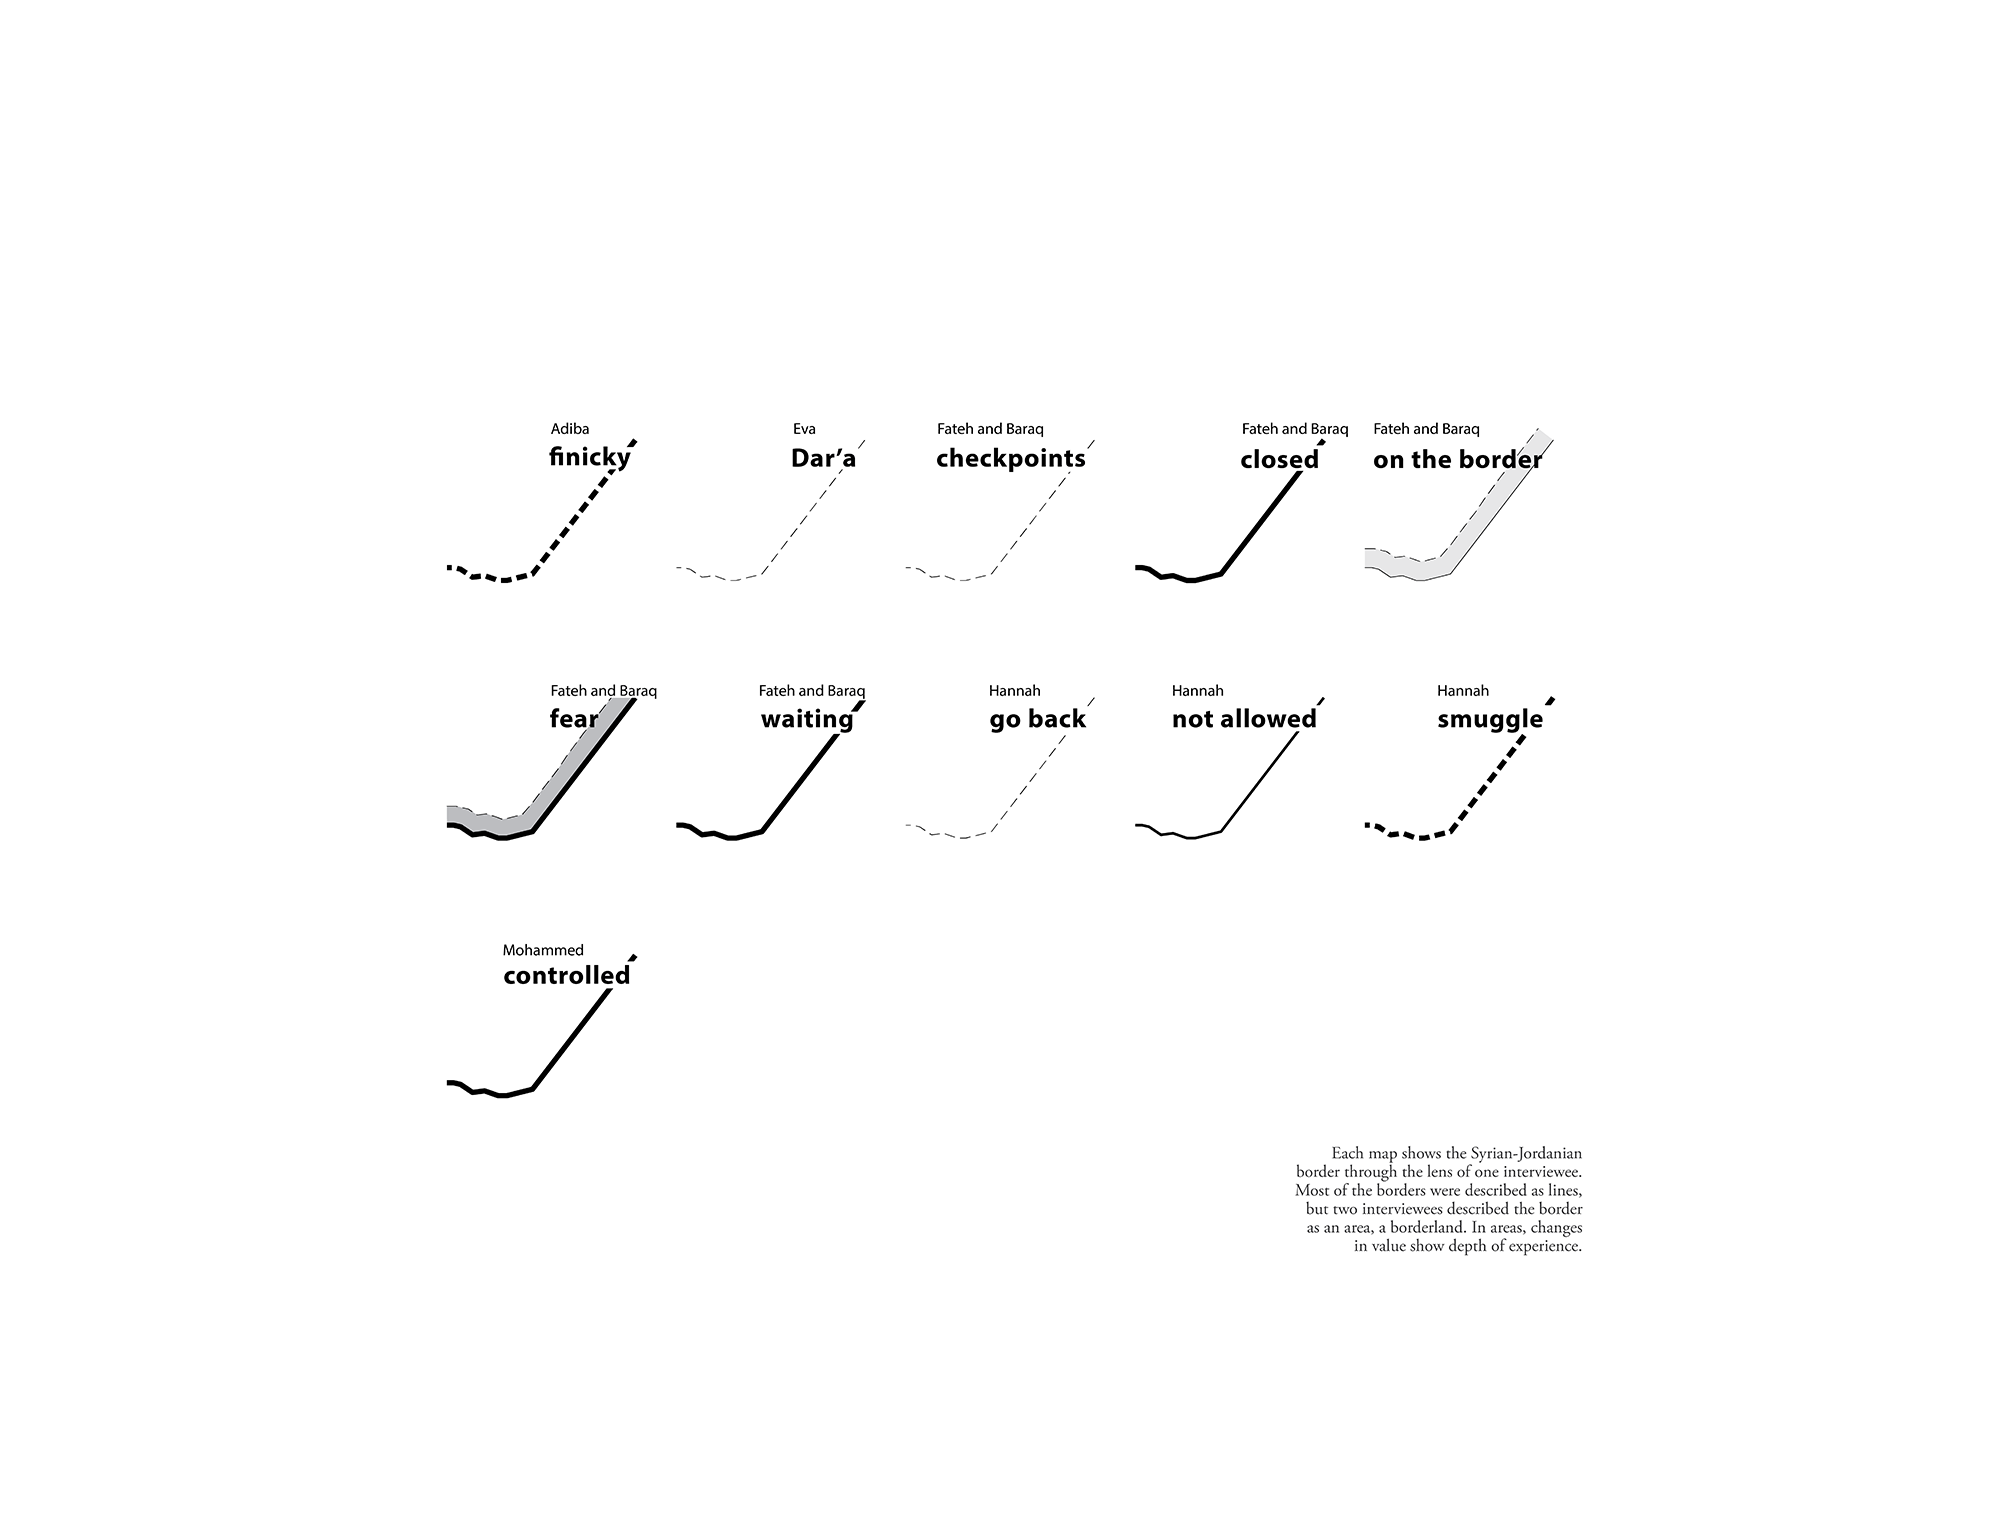 Adiba
finicky
Eva
Dar’a
Fateh and Baraq
checkpoints
Fateh and Baraq
closed
Fateh and Baraq
on the border
Fateh and Baraq
fear
Fateh and Baraq
waiting
Hannah
go back
Hannah
not allowed
Hannah
smuggle
Mohammed
controlled
Each map shows the Syrian-Jordanian
border through the lens of one interviewee.
Most of the borders were described as lines,
but two interviewees described the border
as an area, a borderland. In areas, changes
in value show depth of experience.